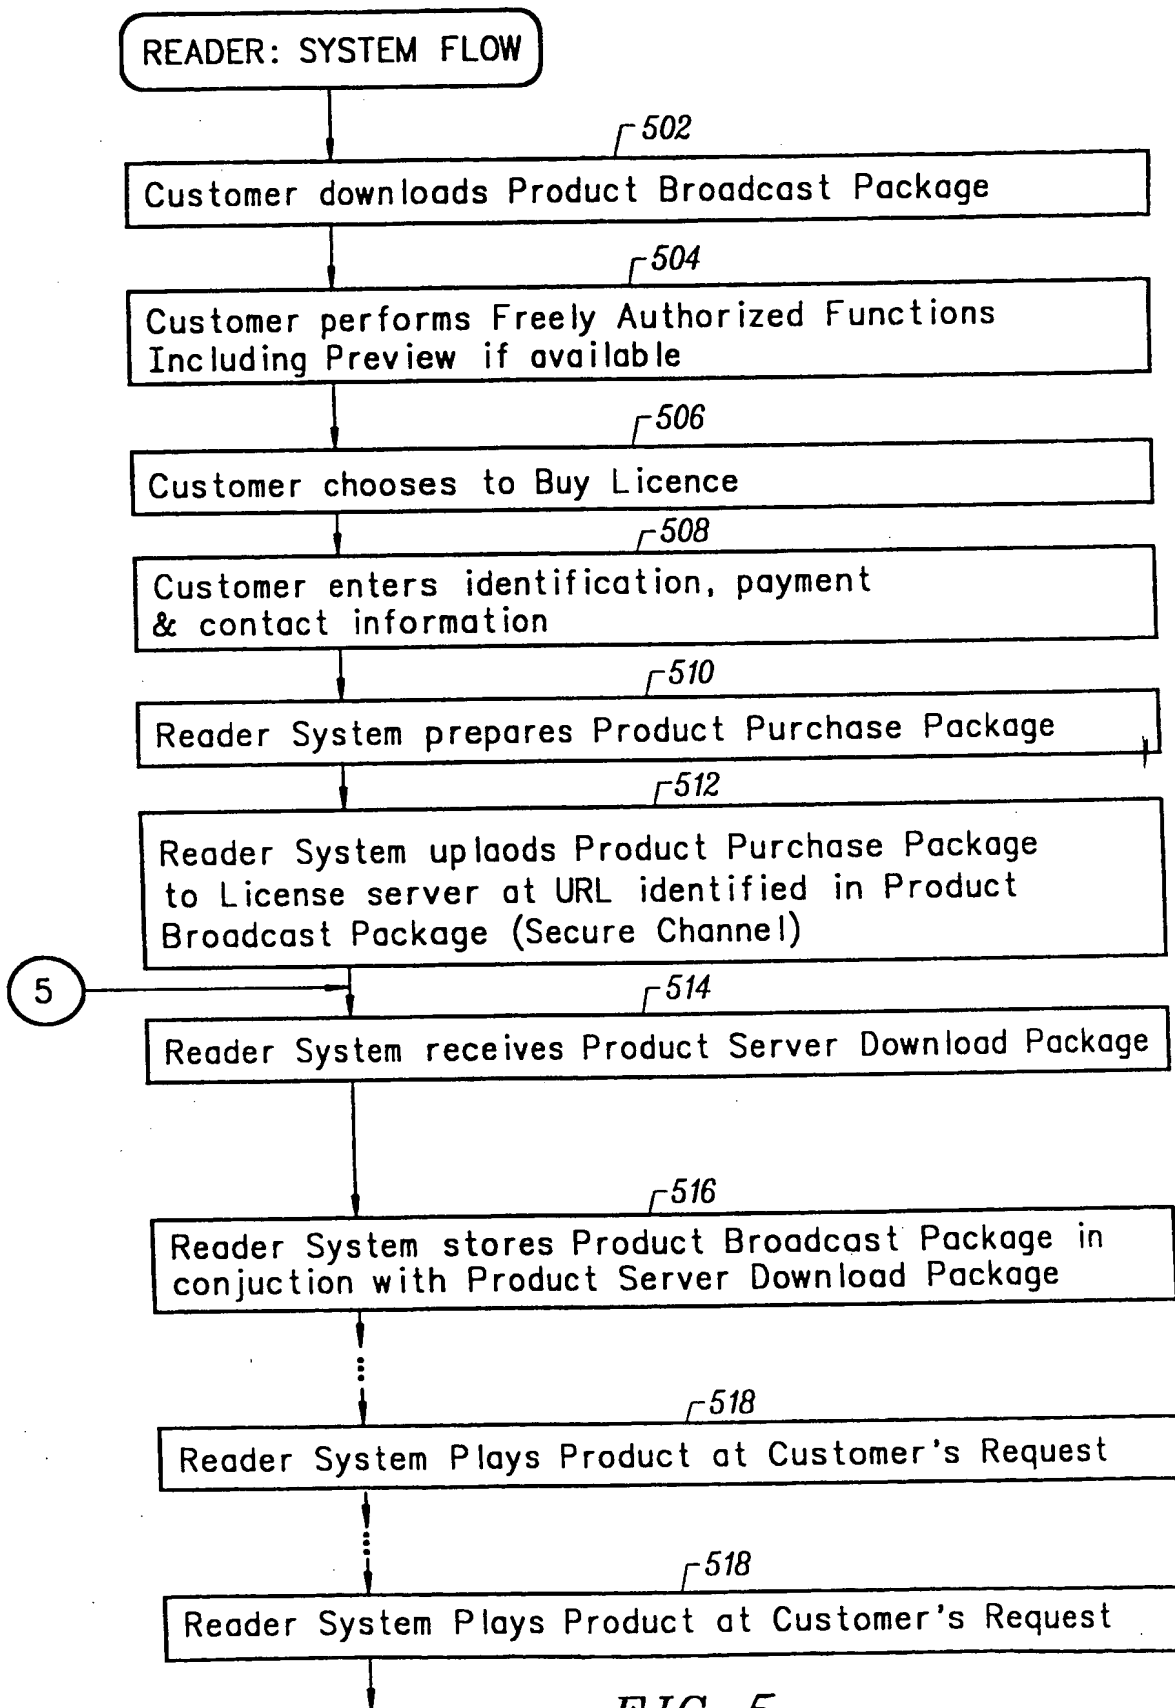 READER: SYSTEM FLOW
502
Customer downloads Product Broadcast Package
504
Customer performs Freely Authorized Functions
Including Preview if available
506
Customer chooses to Buy Licence
508
Customer enters identification, payment
& contact information
510
Reader System prepares Product Purchase Package
512
Reader System uplaods Product Purchase Package
to License server at URL identified in Product
Broadcast Package (Secure Channel)
5
514
Reader System receives Product Server Download Package
516
Reader System stores Product Broadcast Package in
conjuction with Product Server Download Package
518
Reader System Plays Product at Customer's Request
518
Reader System Plays Product at Customer's Request
FIG. 5